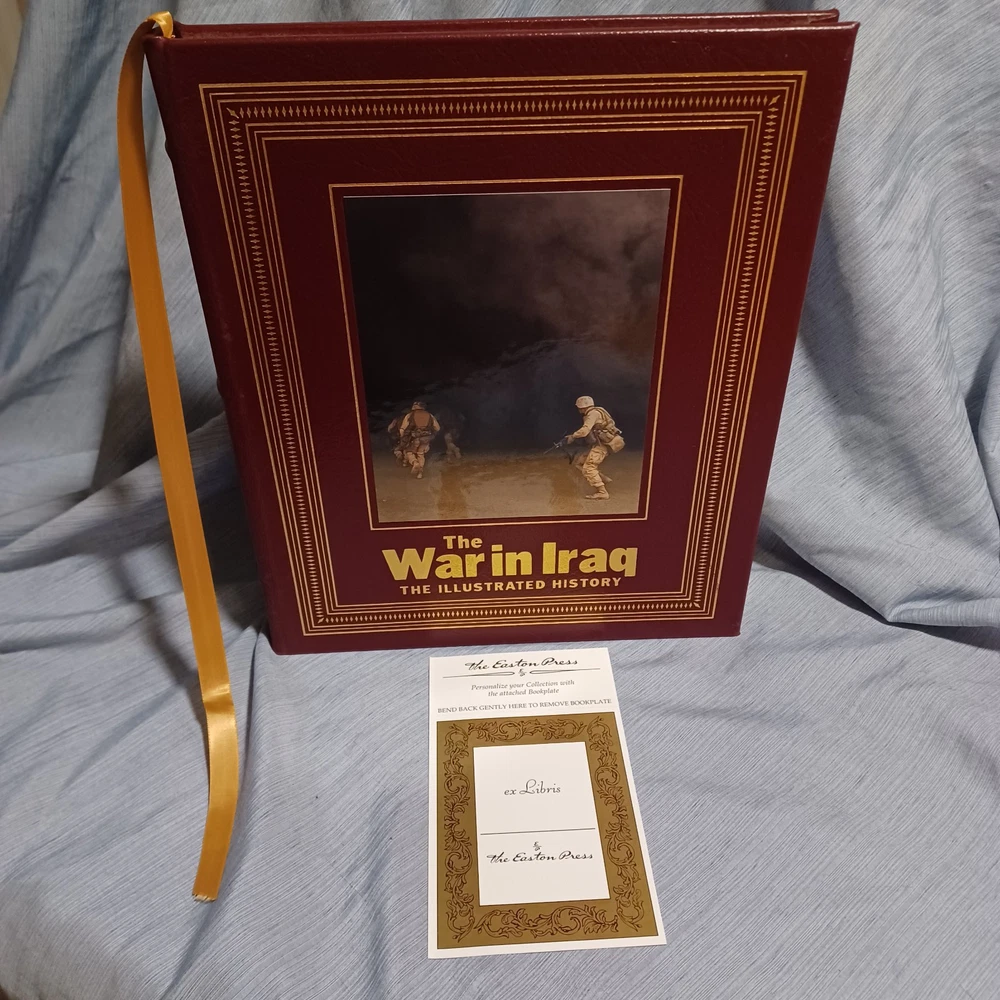 The
War in Iraq
THE ILLUSTRATED HISTORY
The Easton Press
Personalize your Collection with
the attached Bookplate
BEND BACK GENTLY HERE TO REMOVE BOOKPLATE
ex Libris
The Easton Press